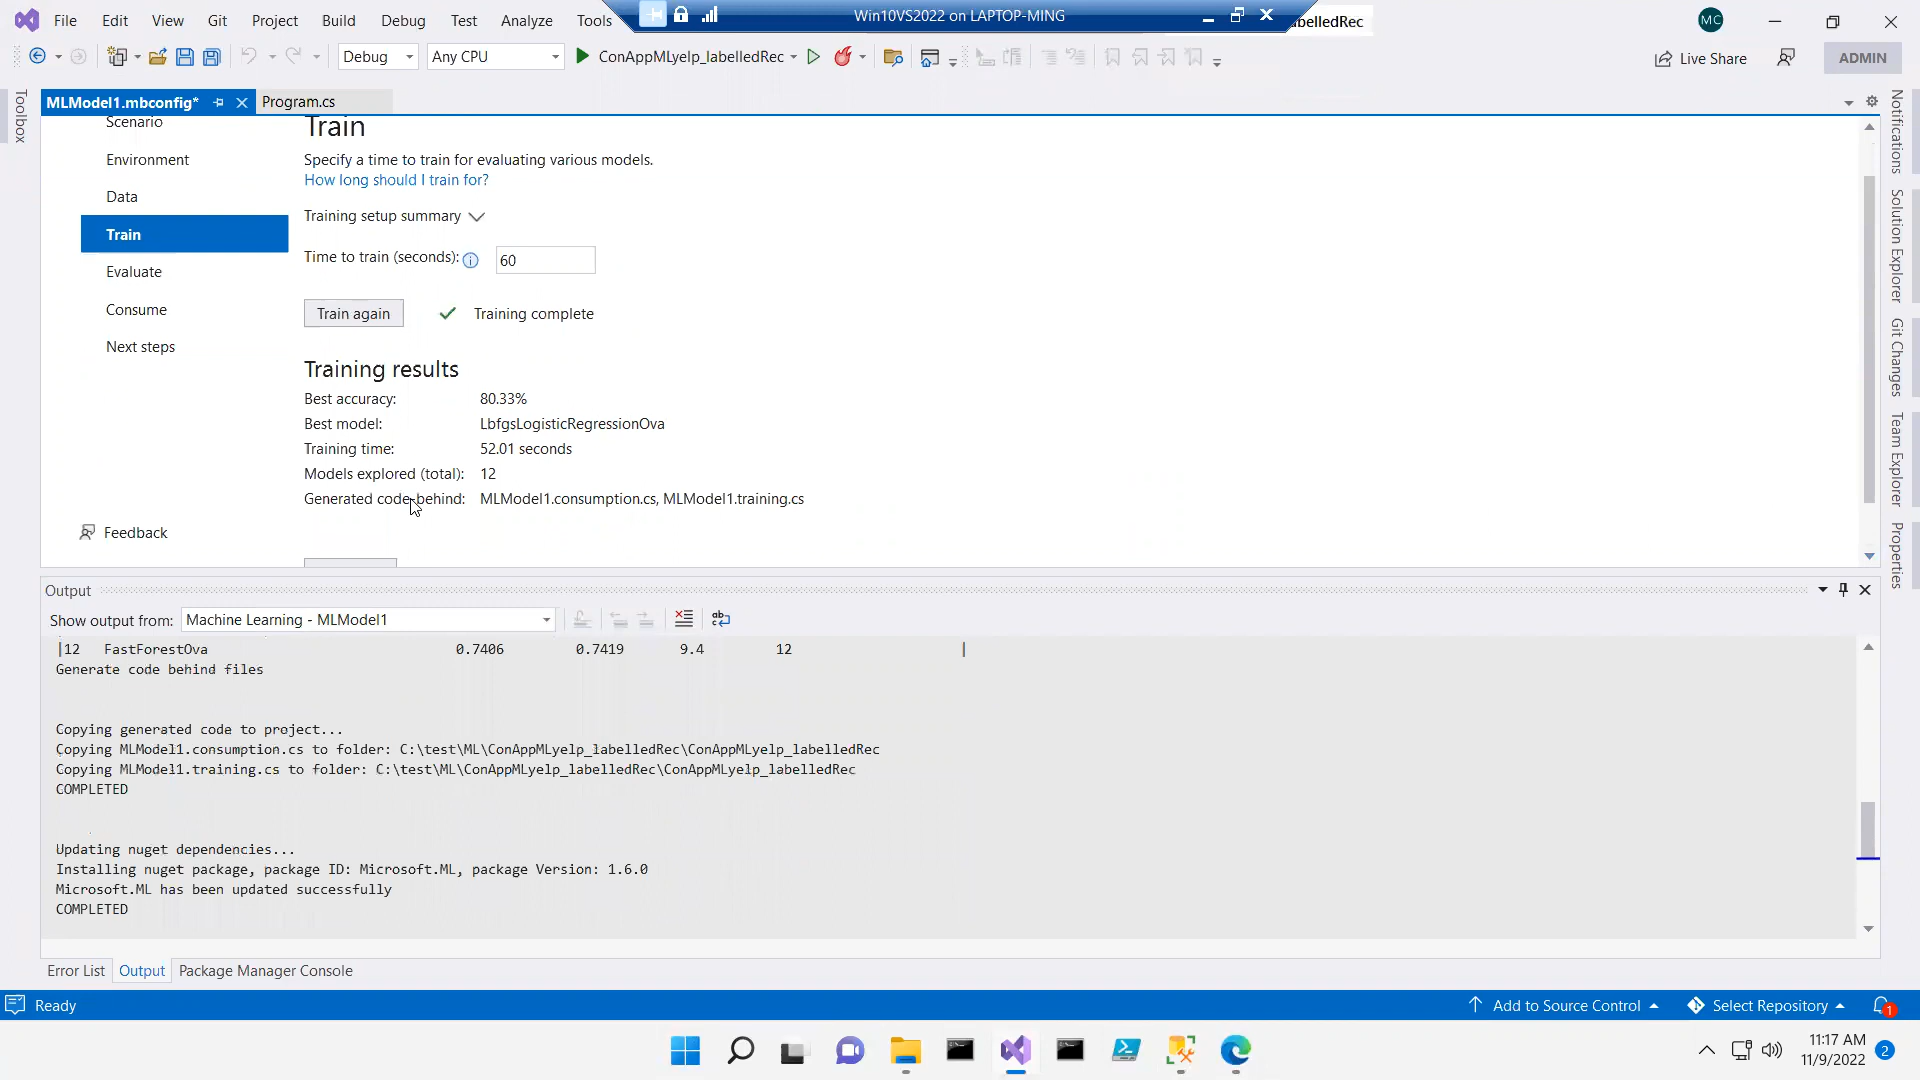 File Edit View Git Project Build Debug Test Analyze Tools
Win10VS2022 on LAPTOP-MING
belledRec
MC
Debug
Any CPU
ConAppMLyelp_labelledRec
Live Share
ADMIN
Toolbox
MLModel1.mbconfig*
Program.cs
Scenario
Environment
Data
Train
Evaluate
Consume
Next steps
Feedback
Train
Specify a time to train for evaluating various models.
How long should I train for?
Training setup summary
Time to train (seconds): 60
Train again
Training complete
Training results
Best accuracy: 80.33%
Best model: LbfgsLogisticRegressionOva
Training time: 52.01 seconds
Models explored (total): 12
Generated code-behind: MLModel1.consumption.cs, MLModel1.training.cs
Notifications
Solution Explorer
Git Changes
Team Explorer
Properties
Output
Show output from: Machine Learning - MLModel1
|12 FastForestOva 0.7406 0.7419 9.4 12 |
Generate code behind files
Copying generated code to project...
Copying MLModel1.consumption.cs to folder: C:\test\ML\ConAppMLyelp_labelledRec\ConAppMLyelp_labelledRec
Copying MLModel1.training.cs to folder: C:\test\ML\ConAppMLyelp_labelledRec\ConAppMLyelp_labelledRec
COMPLETED
Updating nuget dependencies...
Installing nuget package, package ID: Microsoft.ML, package Version: 1.6.0
Microsoft.ML has been updated successfully
COMPLETED
Error List Output Package Manager Console
Ready
Add to Source Control
Select Repository
1
11:17 AM
11/9/2022
2